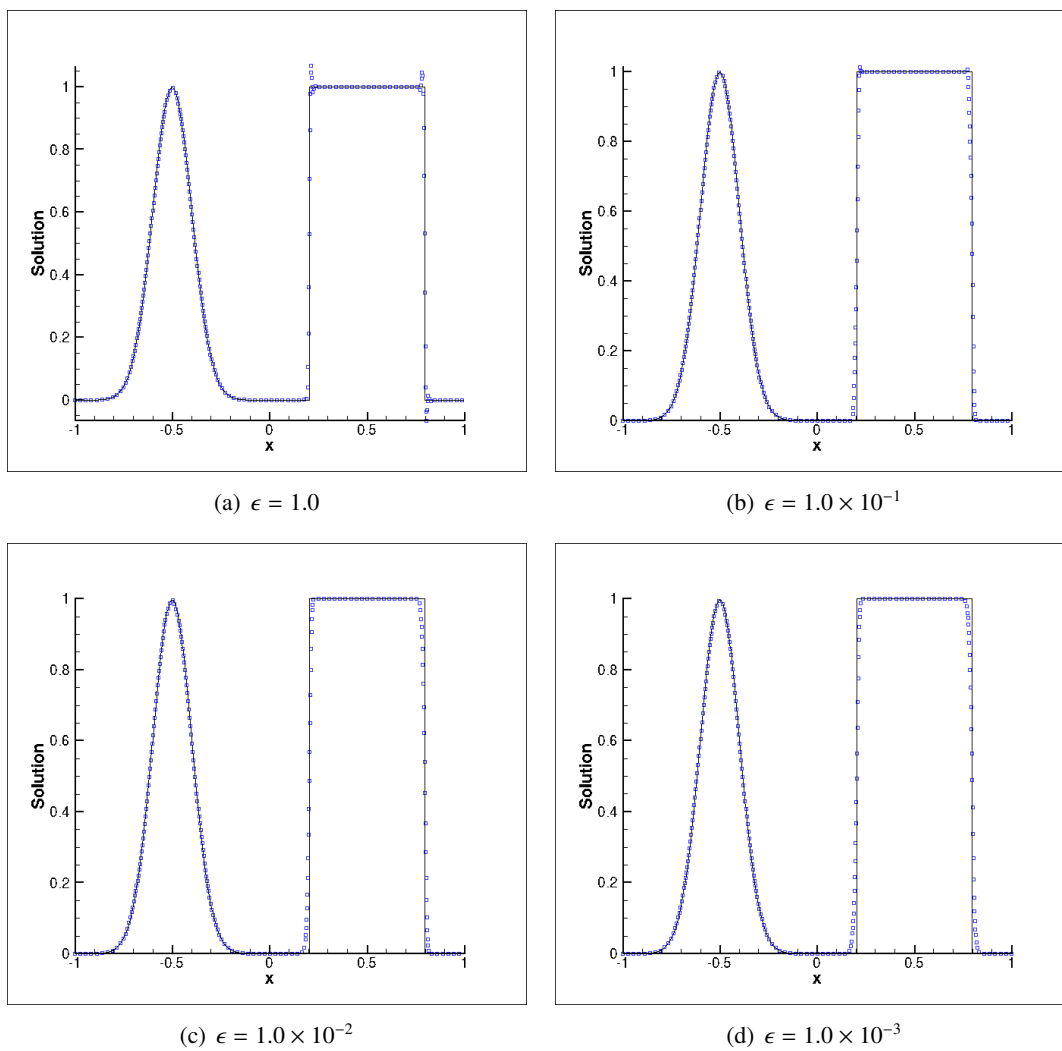 1
0.8
0.6
0.4
0.2
0
Solution
-1 -0.5 0 0.5 1
x
(a) ϵ = 1.0
1
0.8
0.6
0.4
0.2
0
Solution
-1 -0.5 0 0.5 1
x
(b) ϵ = 1.0 × 10⁻¹
1
0.8
0.6
0.4
0.2
0
Solution
-1 -0.5 0 0.5 1
x
(c) ϵ = 1.0 × 10⁻²
1
0.8
0.6
0.4
0.2
0
Solution
-1 -0.5 0 0.5 1
x
(d) ϵ = 1.0 × 10⁻³